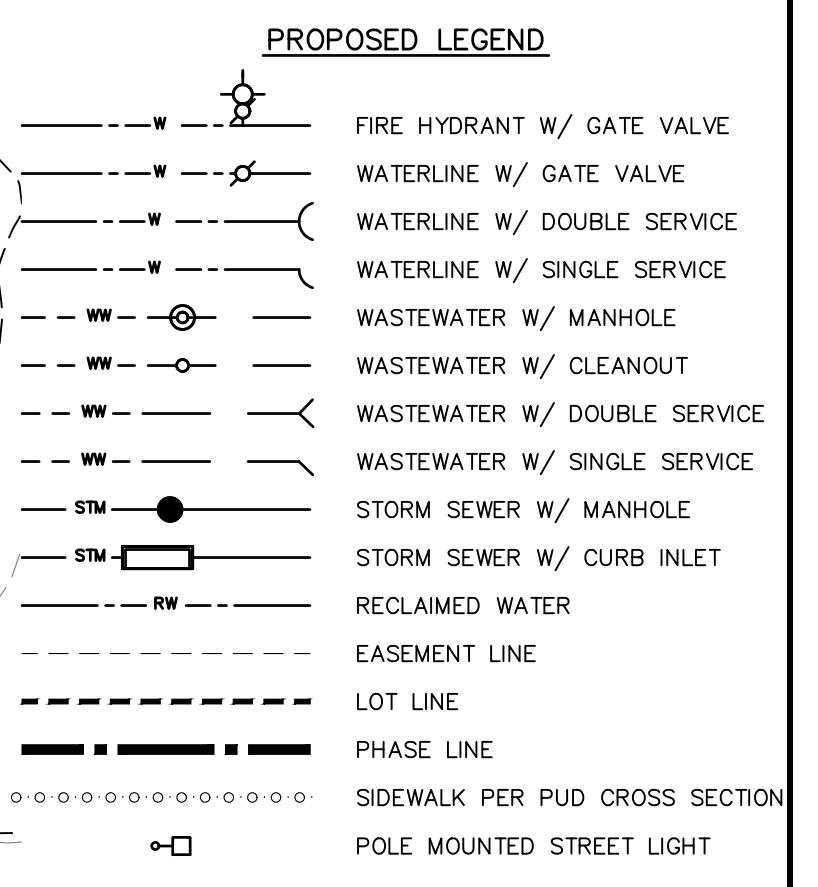 PROPOSED LEGEND
W FIRE HYDRANT W/ GATE VALVE
W WATERLINE W/ GATE VALVE
W WATERLINE W/ DOUBLE SERVICE
W WATERLINE W/ SINGLE SERVICE
WW WASTEWATER W/ MANHOLE
WW WASTEWATER W/ CLEANOUT
WW WASTEWATER W/ DOUBLE SERVICE
WW WASTEWATER W/ SINGLE SERVICE
STM STORM SEWER W/ MANHOLE
STM STORM SEWER W/ CURB INLET
RW RECLAIMED WATER
EASEMENT LINE
LOT LINE
PHASE LINE
SIDEWALK PER PUD CROSS SECTION
POLE MOUNTED STREET LIGHT